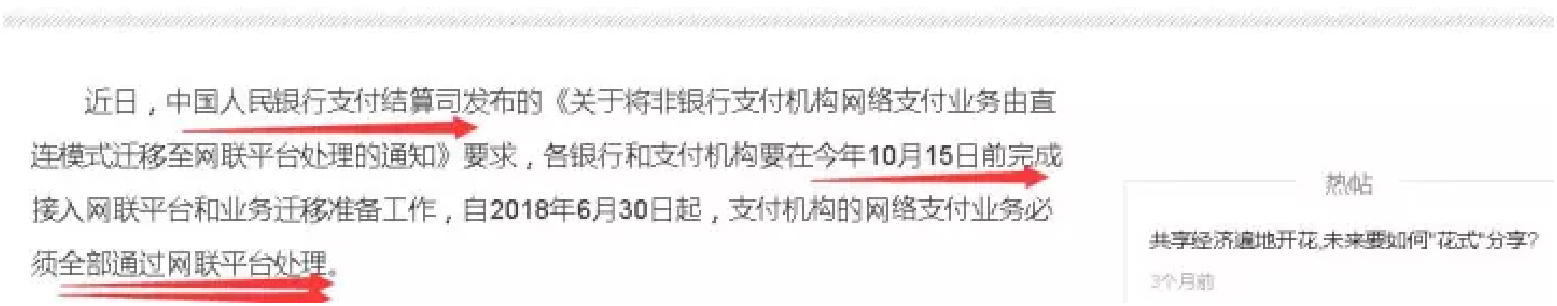 近日，中国人民银行支付结算司发布的《关于将非银行支付机构网络支付业务由直
连模式迁移至网联平台处理的通知》要求，各银行和支付机构要在今年10月15日前完成
接入网联平台和业务迁移准备工作，自2018年6月30日起，支付机构的网络支付业务必
须全部通过网联平台处理。
热帖
共享经济遍地开花,未来要如何"花式"分享?
3个月前